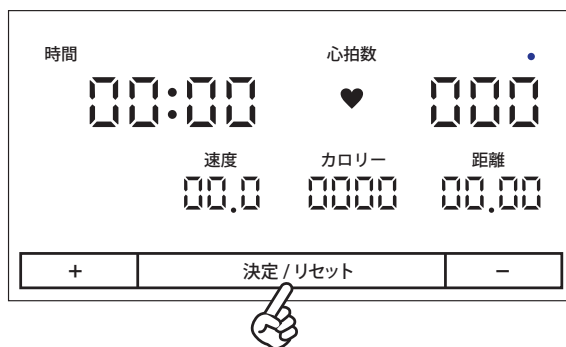 時間 心拍数
00:00 000
速度 カロリー 距離
00.0 0000 00.00
+ 決定 / リセット −